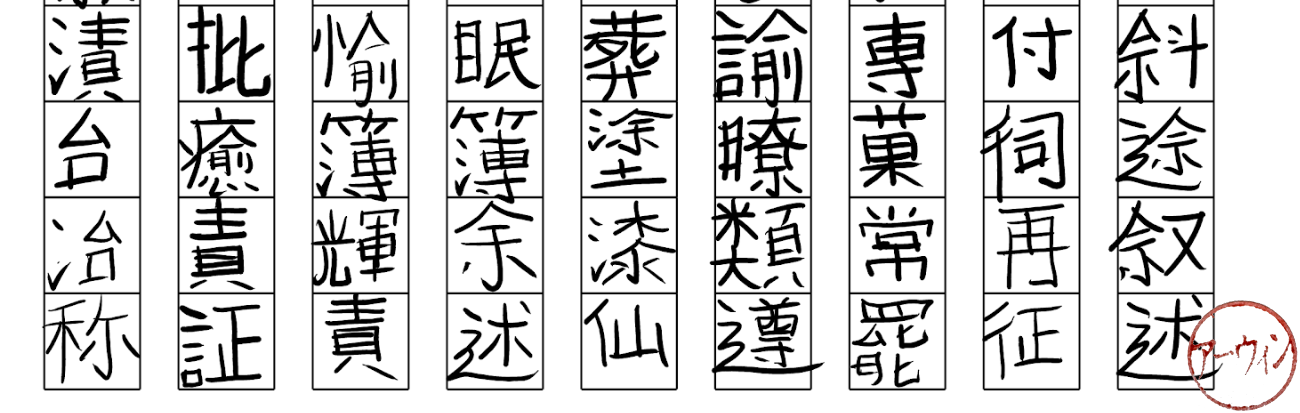 斜途叙述
付伺再征
専菓常罷
諭瞭類遵
葬塗漆仙
眠簿余述
愉簿輝責
批癒責証
漬台冶称
アーウィン